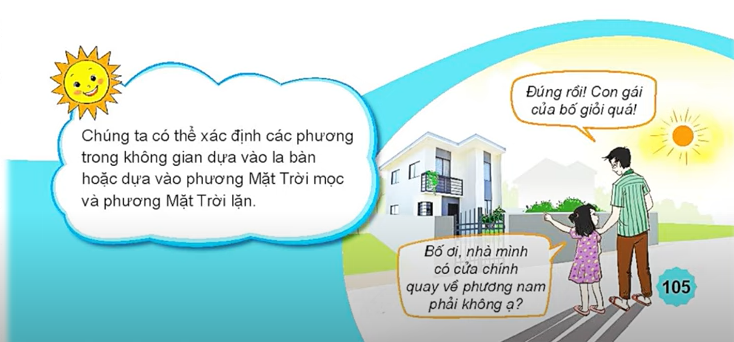 Chúng ta có thể xác định các phương
trong không gian dựa vào la bàn
hoặc dựa vào phương Mặt Trời mọc
và phương Mặt Trời lặn.
Đúng rồi! Con gái
của bố giỏi quá!
Bố ơi, nhà mình
có cửa chính
quay về phương nam
phải không ạ?
105